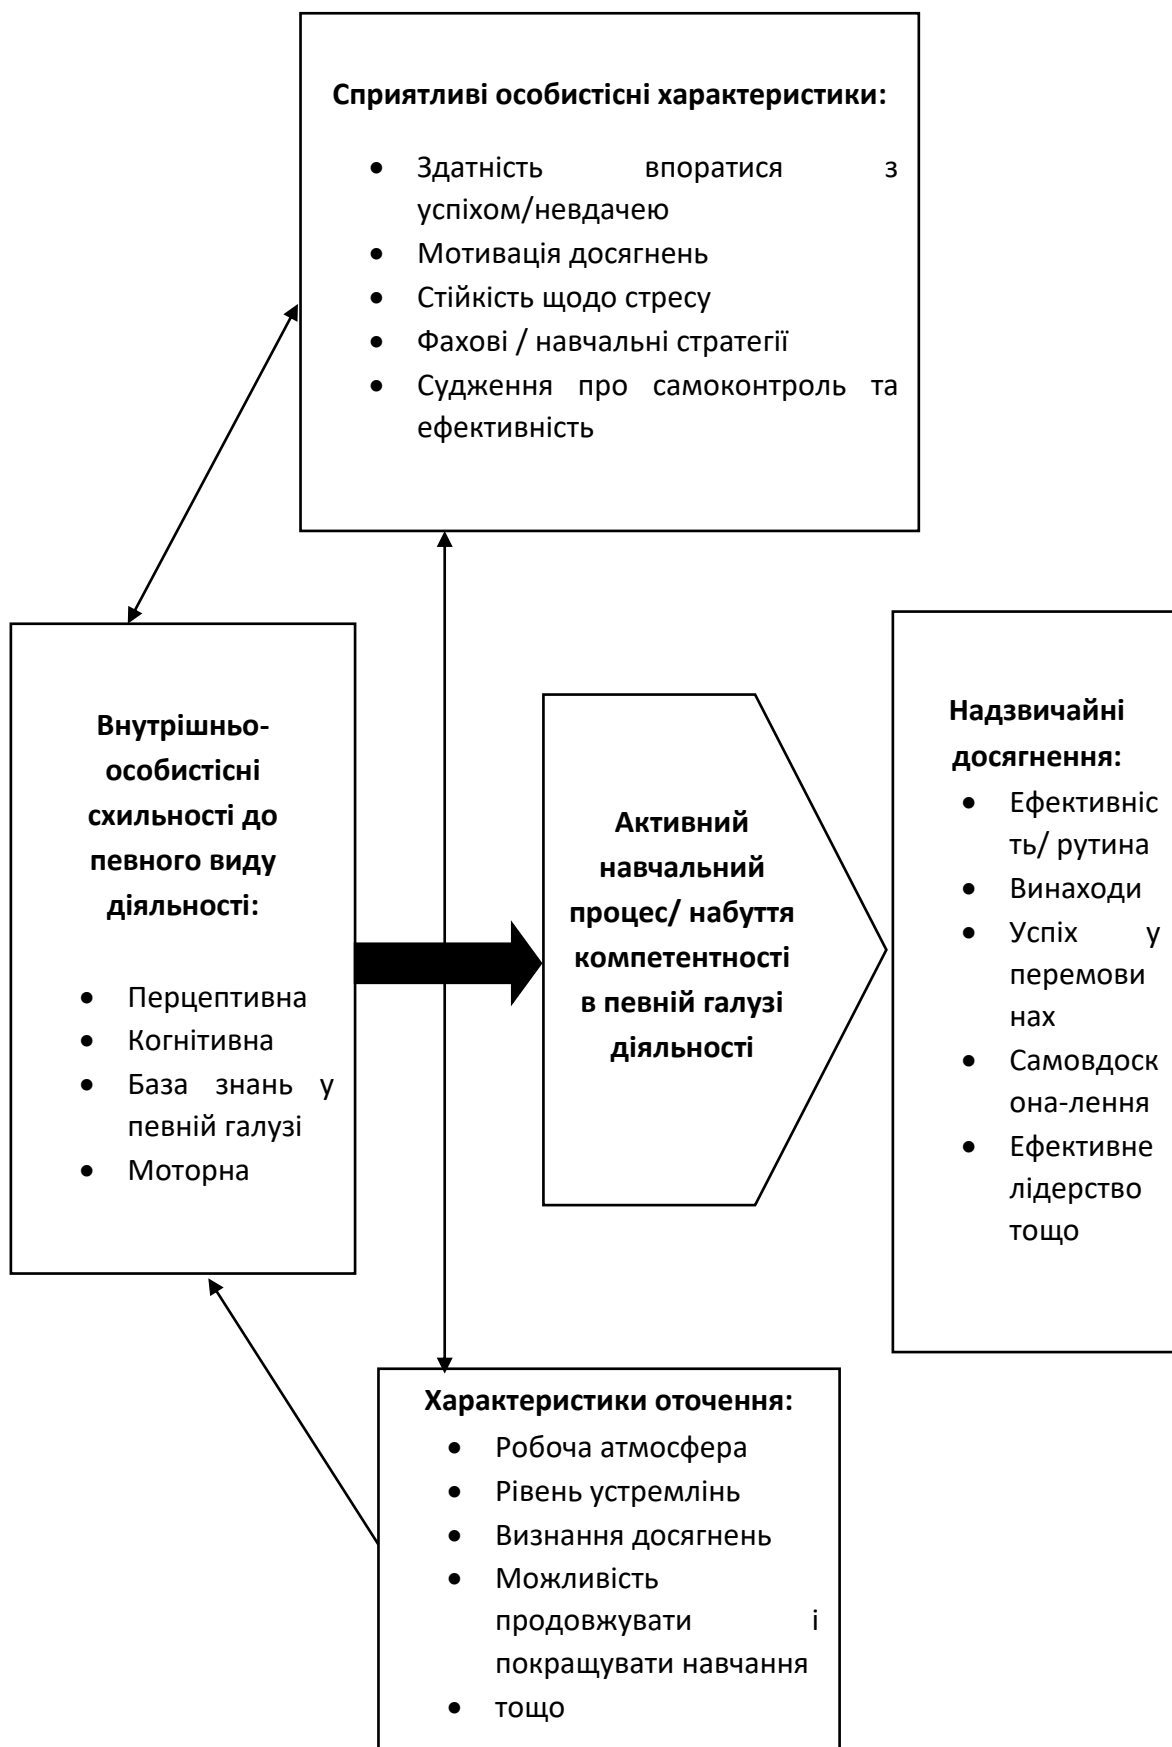 Сприятливі особистісні характеристики:
• Здатність впоратися з
успіхом/невдачею
• Мотивація досягнень
• Стійкість щодо стресу
• Фахові / навчальні стратегії
• Судження про самоконтроль та
ефективність
Внутрішньо-
особистісні
схильності до
певного виду
діяльності:
• Перцептивна
• Когнітивна
• База знань у
певній галузі
• Моторна
Активний
навчальний
процес/ набуття
компетентності
в певній галузі
діяльності
Надзвичайні
досягнення:
• Ефективніс
ть/ рутина
• Винаходи
• Успіх у
перемови
нах
• Самовдоск
она-лення
• Ефективне
лідерство
тощо
Характеристики оточення:
• Робоча атмосфера
• Рівень устремлінь
• Визнання досягнень
• Можливість
продовжувати і
покращувати навчання
• тощо